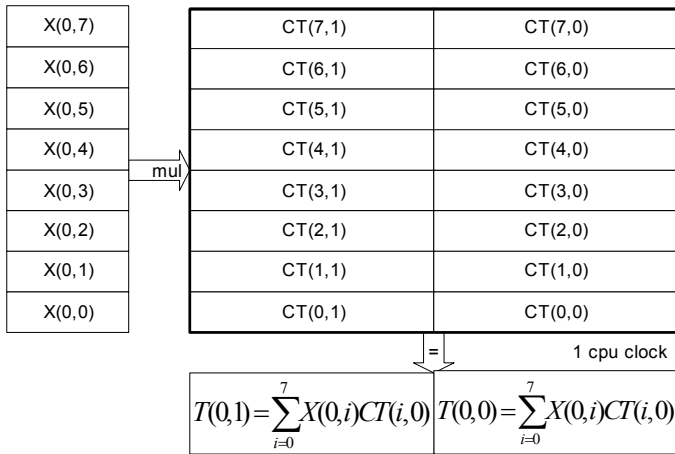 X(0,7) CT(7,1) CT(7,0)
X(0,6) CT(6,1) CT(6,0)
X(0,5) CT(5,1) CT(5,0)
X(0,4) CT(4,1) CT(4,0)
mul
X(0,3) CT(3,1) CT(3,0)
X(0,2) CT(2,1) CT(2,0)
X(0,1) CT(1,1) CT(1,0)
X(0,0) CT(0,1) CT(0,0)
= 1 cpu clock
T(0,1)=∑_{i=0}^{7}X(0,i)CT(i,0) T(0,0)=∑_{i=0}^{7}X(0,i)CT(i,0)